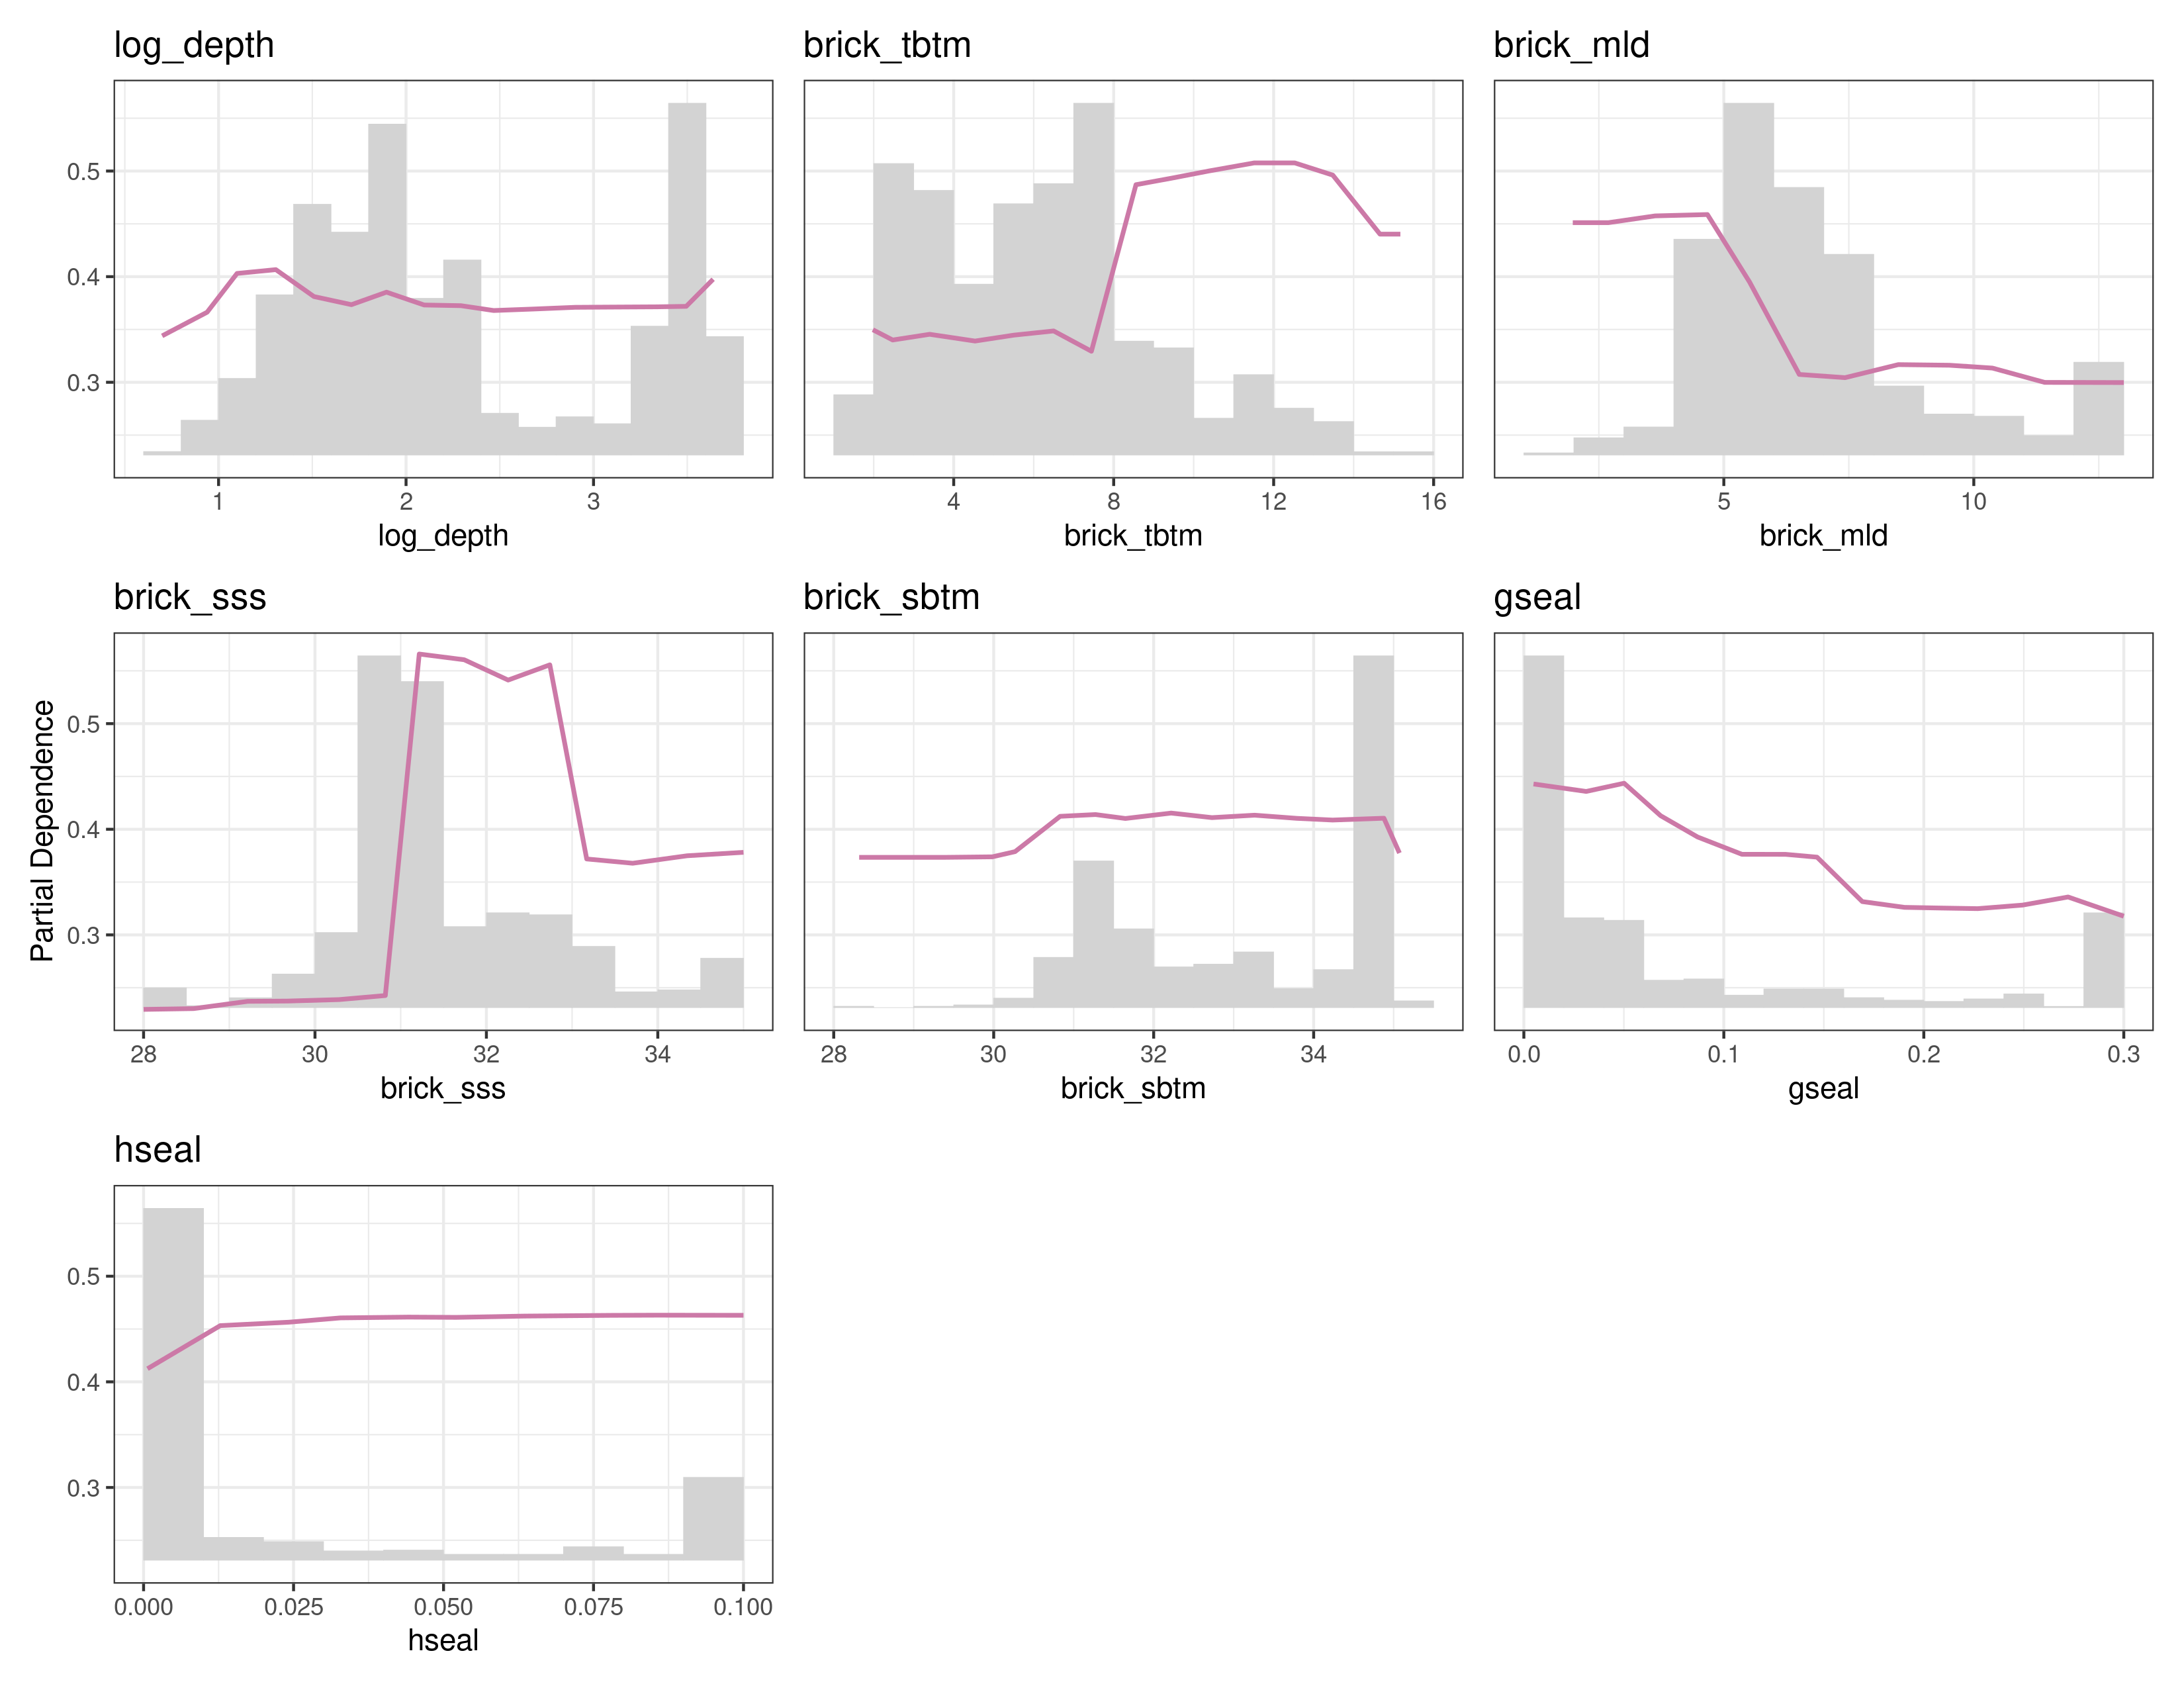 log_depth
brick_tbtm
brick_mld
0.5
0.4
0.3
1 2 3
4 8 12 16
5 10
log_depth
brick_tbtm
brick_mld
brick_sss
brick_sbtm
gseal
Partial Dependence
0.5
0.4
0.3
28 30 32 34
28 30 32 34
0.0 0.1 0.2 0.3
brick_sss
brick_sbtm
gseal
hseal
0.5
0.4
0.3
0.000 0.025 0.050 0.075 0.100
hseal